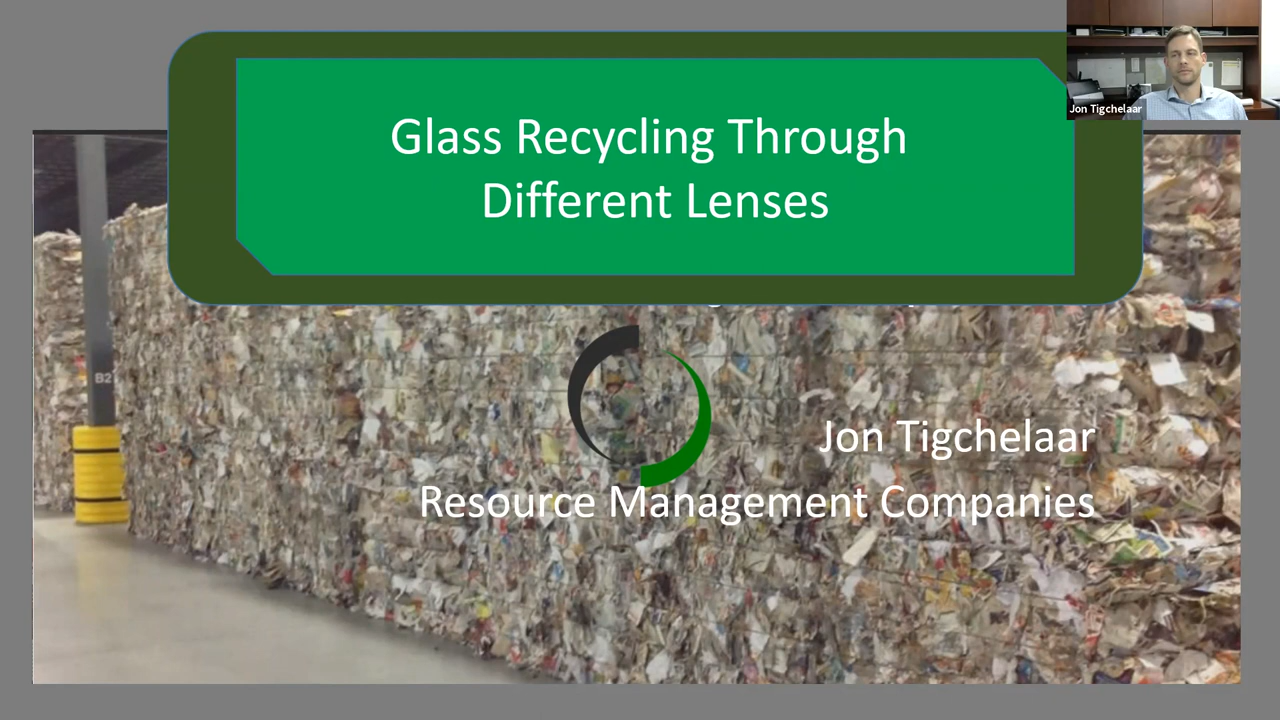 Glass Recycling Through
Different Lenses
Jon Tigchelaar
B2
Jon Tigchelaar
Resource Management Companies